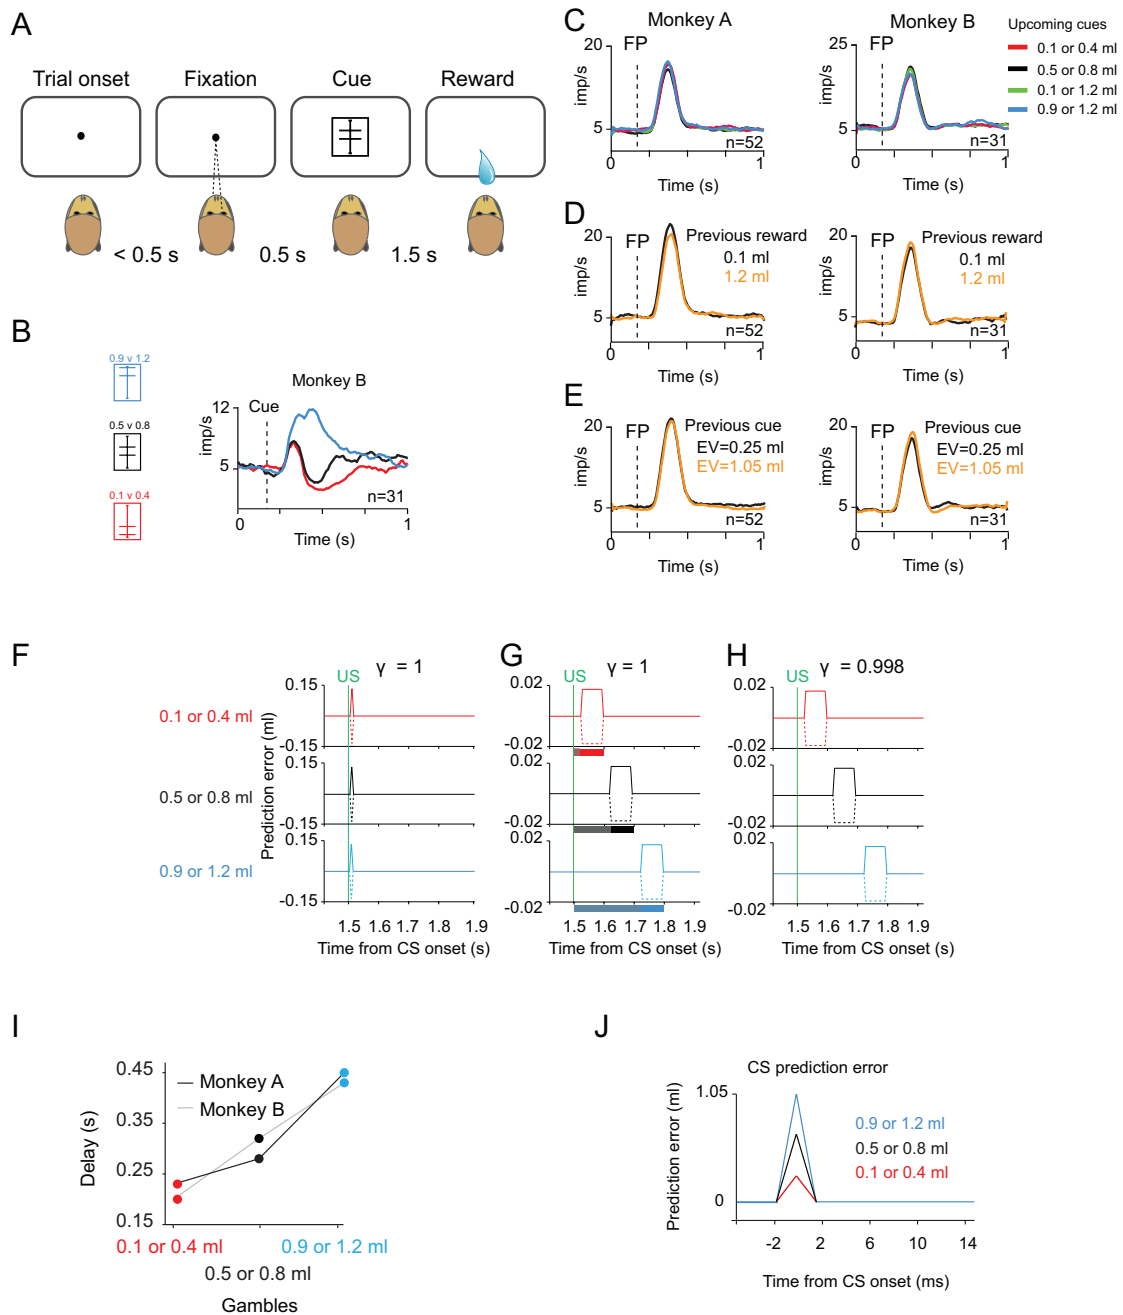 A
Trial onset
Fixation
Cue
Reward
< 0.5 s
0.5 s
1.5 s
B
0.9 v 1.2
0.5 v 0.8
0.1 v 0.4
Monkey B
Cue
12
5
imp/s
n=31
0
1
Time (s)
C
Monkey A
20
FP
imp/s
5
n=52
0
1
Time (s)
Monkey B
25
FP
imp/s
5
n=31
0
1
Time (s)
Upcoming cues
0.1 or 0.4 ml
0.5 or 0.8 ml
0.1 or 1.2 ml
0.9 or 1.2 ml
D
20
FP
Previous reward
0.1 ml
1.2 ml
imp/s
5
n=52
0
1
Time (s)
20
FP
Previous reward
0.1 ml
1.2 ml
imp/s
5
n=31
0
1
Time (s)
E
20
FP
Previous cue
EV=0.25 ml
EV=1.05 ml
imp/s
5
n=52
0
1
Time (s)
20
FP
Previous cue
EV=0.25 ml
EV=1.05 ml
imp/s
5
n=31
0
1
Time (s)
F
US
γ = 1
0.1 or 0.4 ml
0.5 or 0.8 ml
0.9 or 1.2 ml
Prediction error (ml)
0.15
-0.15
0.15
-0.15
0.15
-0.15
1.5 1.6 1.7 1.8 1.9
Time from CS onset (s)
G
US
γ = 1
0.02
-0.02
0.02
-0.02
0.02
-0.02
1.5 1.6 1.7 1.8 1.9
Time from CS onset (s)
H
US
γ = 0.998
0.02
-0.02
0.02
-0.02
0.02
-0.02
1.5 1.6 1.7 1.8 1.9
Time from CS onset (s)
I
0.45
0.35
0.25
0.15
Delay (s)
Monkey A
Monkey B
0.1 or 0.4 ml
0.9 or 1.2 ml
0.5 or 0.8 ml
Gambles
J
CS prediction error
1.05
0
Prediction error (ml)
0.9 or 1.2 ml
0.5 or 0.8 ml
0.1 or 0.4 ml
-2 2 6 10 14
Time from CS onset (ms)